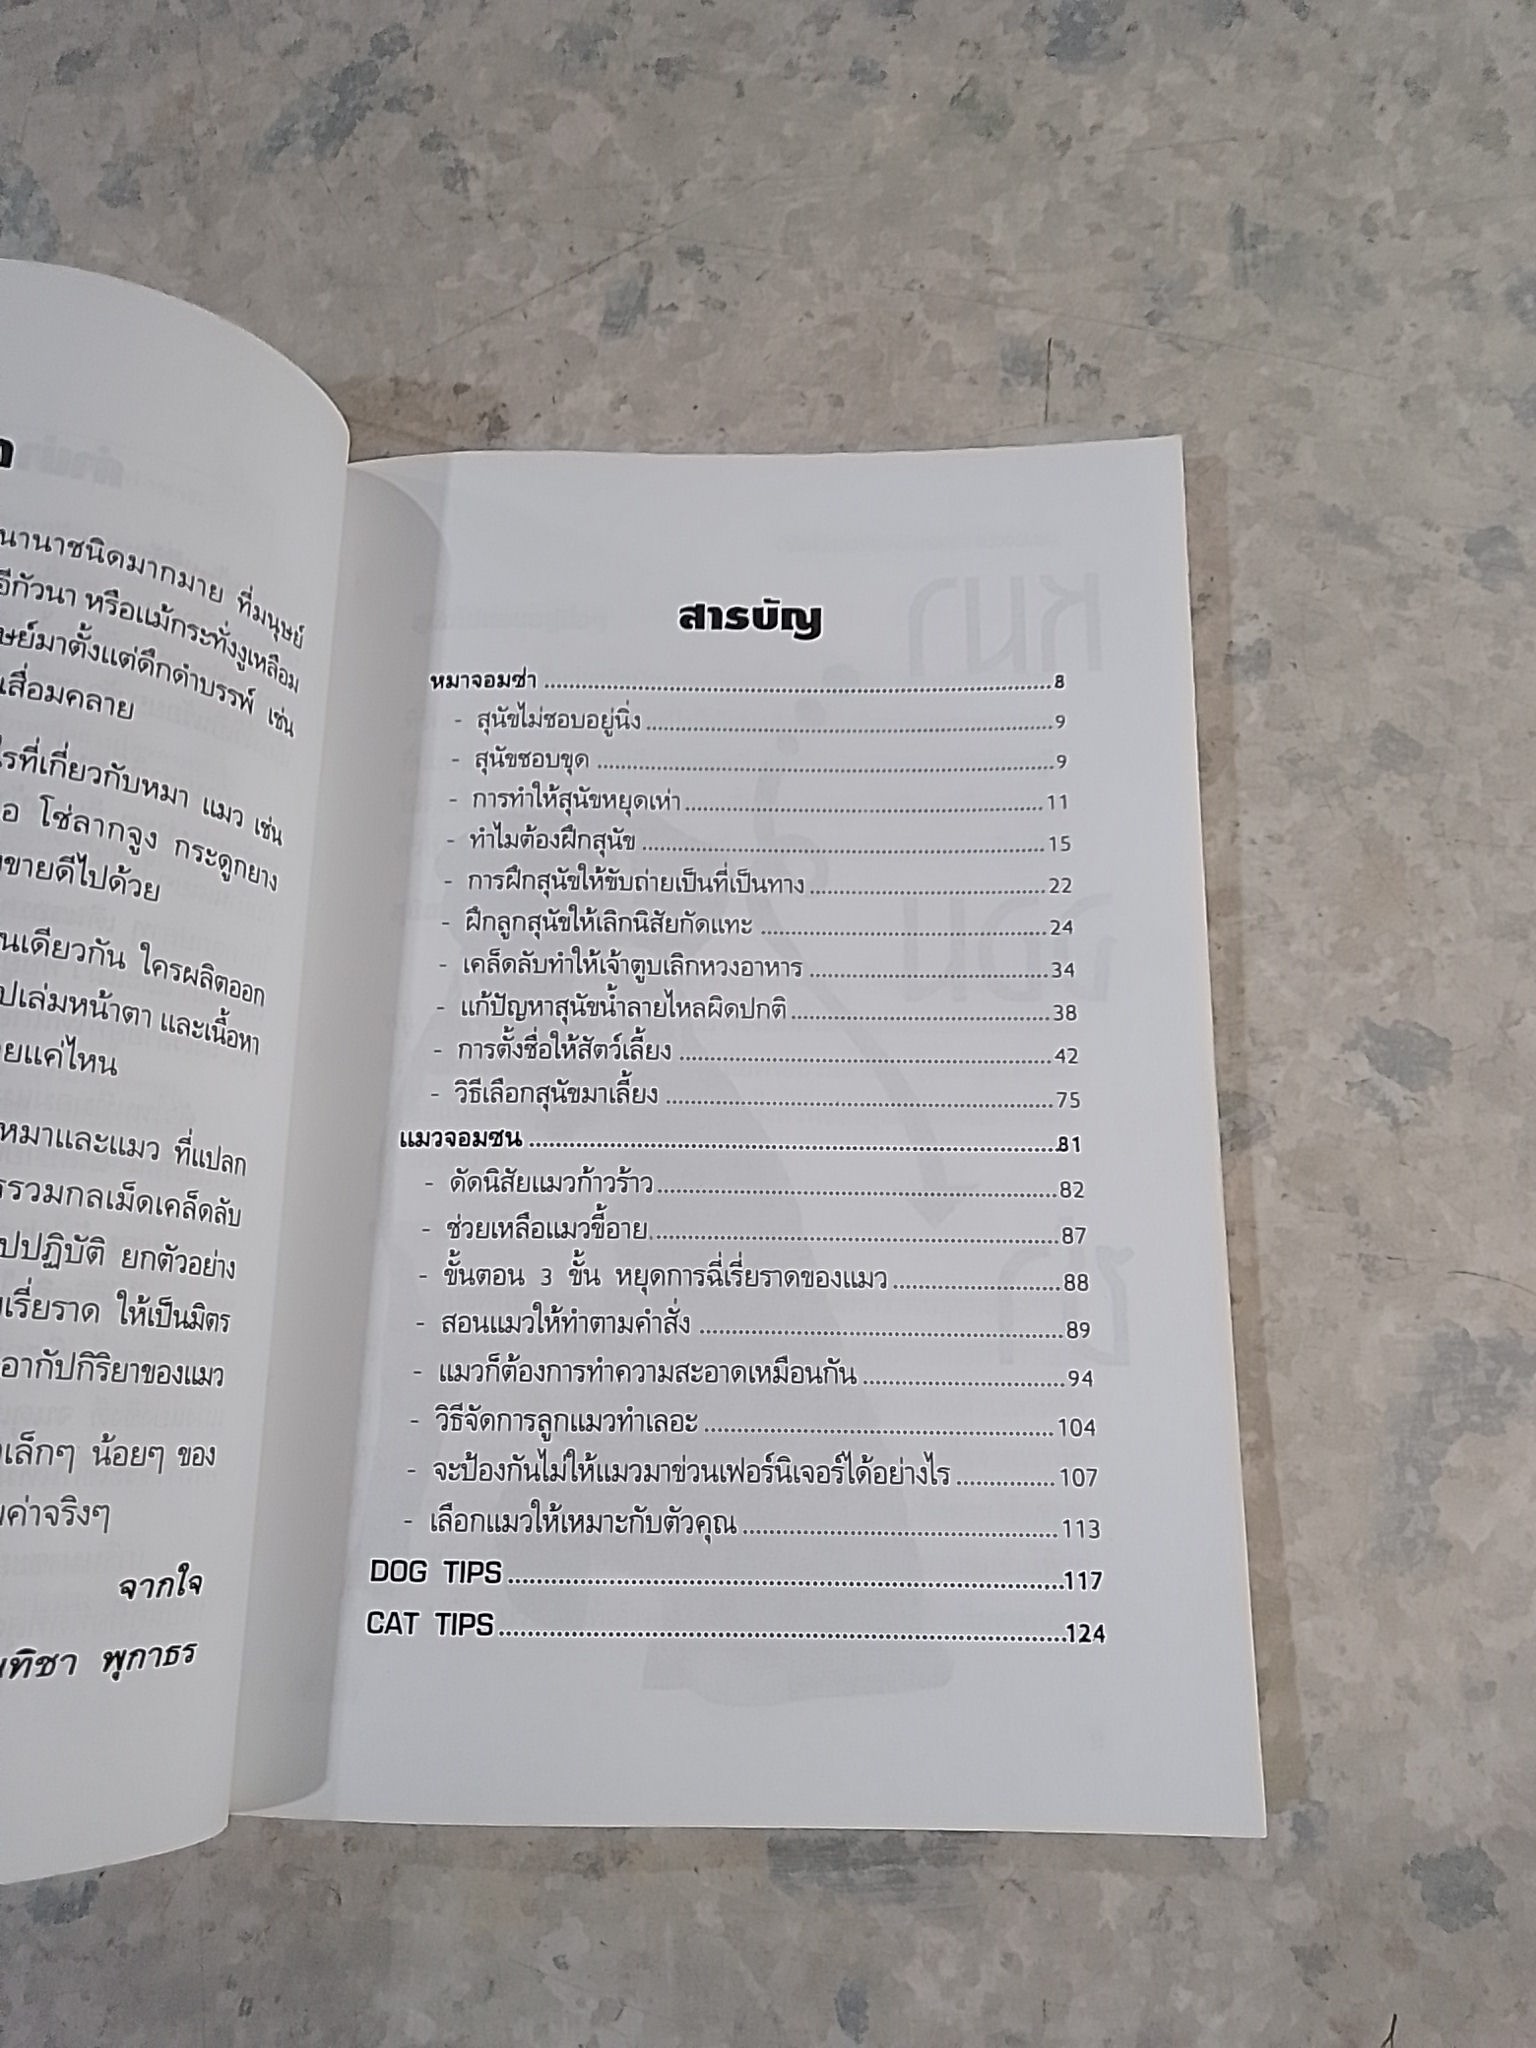 นานาชนิดมากมาย ที่มนุษย์
อีกัวนา หรือแม้กระทั่งงูเหลือม
ษย์มาตั้งแต่ดึกดำบรรพ์ เช่น
เสื่อมคลาย
รที่เกี่ยวกับหมา แมว เช่น
อ โซ่ลากจูง กระดูกยาง
ขายดีไปด้วย
นเดียวกัน ใครผลิตออก
ปเล่มหน้าตา และเนื้อหา
ยแค่ไหน
หมาและแมว ที่แปลก
รรวมกลเม็ดเคล็ดลับ
ปปฏิบัติ ยกตัวอย่าง
เรี่ยราด ให้เป็นมิตร
อากัปกิริยาของแมว
เล็กๆ น้อยๆ ของ
ค่าจริงๆ
จากใจ
ทิชา พุกาธร
สารบัญ
หมาจอมซ่า ........ 8
- สุนัขไม่ชอบอยู่นิ่ง ........ 9
- สุนัขชอบขุด ........ 9
- การทำให้สุนัขหยุดเห่า ........ 11
- ทำไมต้องฝึกสุนัข ........ 15
- การฝึกสุนัขให้ขับถ่ายเป็นที่เป็นทาง ........ 22
- ฝึกลูกสุนัขให้เลิกนิสัยกัดแทะ ........ 24
- เคล็ดลับทำให้เจ้าตูบเลิกหวงอาหาร ........ 34
- แก้ปัญหาสุนัขน้ำลายไหลผิดปกติ ........ 38
- การตั้งชื่อให้สัตว์เลี้ยง ........ 42
- วิธีเลือกสุนัขมาเลี้ยง ........ 75
แมวจอมซน ........ 81
- ดัดนิสัยแมวก้าวร้าว ........ 82
- ช่วยเหลือแมวขี้อาย ........ 87
- ขั้นตอน 3 ขั้น หยุดการฉี่เรี่ยราดของแมว ........ 88
- สอนแมวให้ทำตามคำสั่ง ........ 89
- แมวก็ต้องการทำความสะอาดเหมือนกัน ........ 94
- วิธีจัดการลูกแมวทำเลอะ ........ 104
- จะป้องกันไม่ให้แมวมาข่วนเฟอร์นิเจอร์ได้อย่างไร ........ 107
- เลือกแมวให้เหมาะกับตัวคุณ ........ 113
DOG TIPS ........ 117
CAT TIPS ........ 124